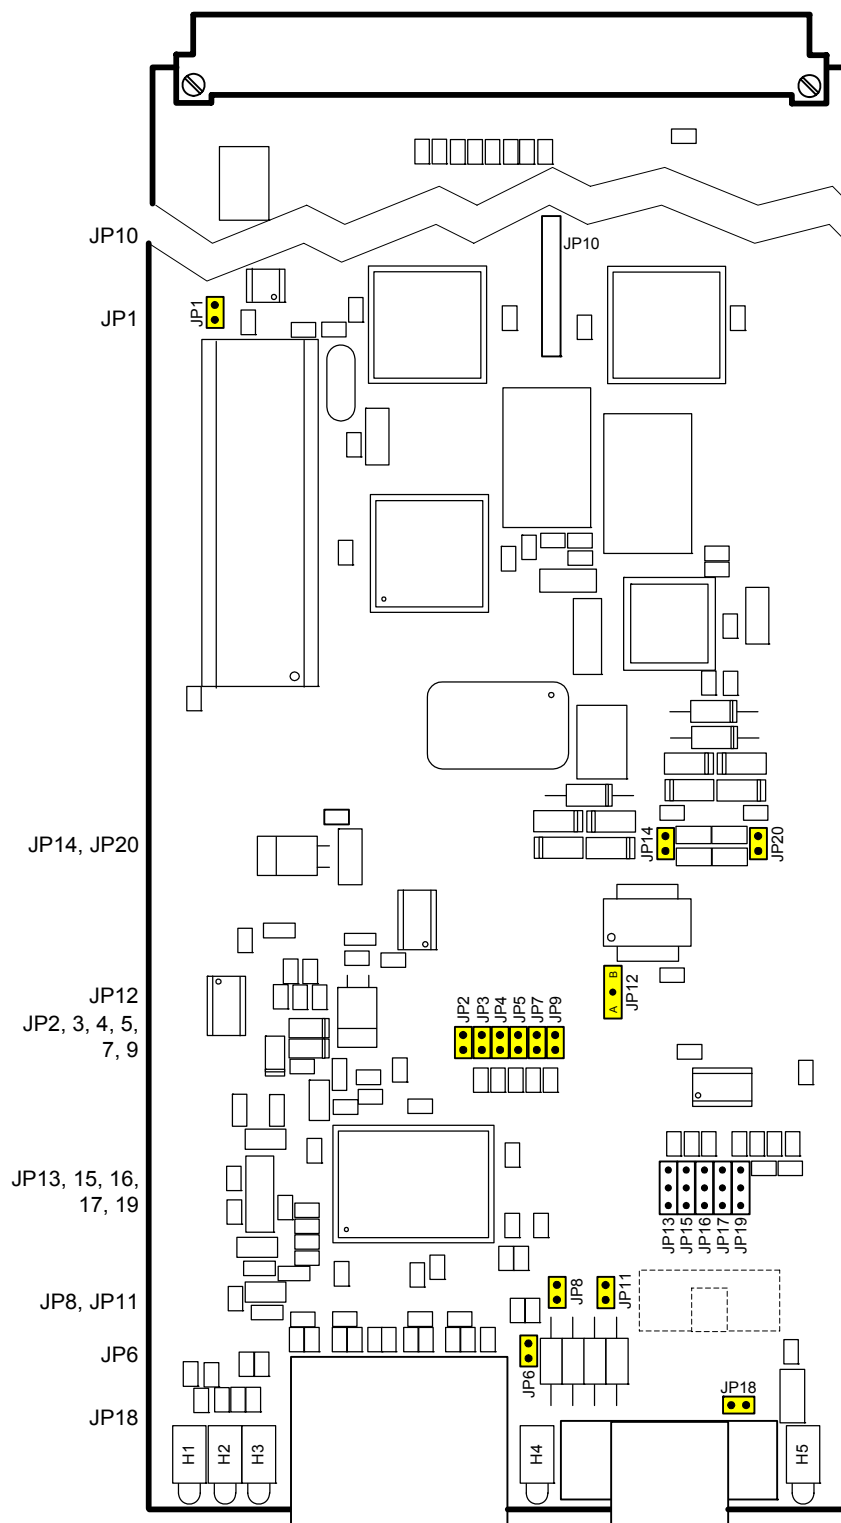 JP10
JP10
JP1
JP1
JP14, JP20
JP14
JP20
B
A
JP12
JP12
JP2, 3, 4, 5,
7, 9
JP2
JP3
JP4
JP5
JP7
JP9
JP13, 15, 16,
17, 19
JP13
JP15
JP16
JP17
JP19
JP8, JP11
JP8
JP11
JP6
JP6
JP18
JP18
H1
H2
H3
H4
H5